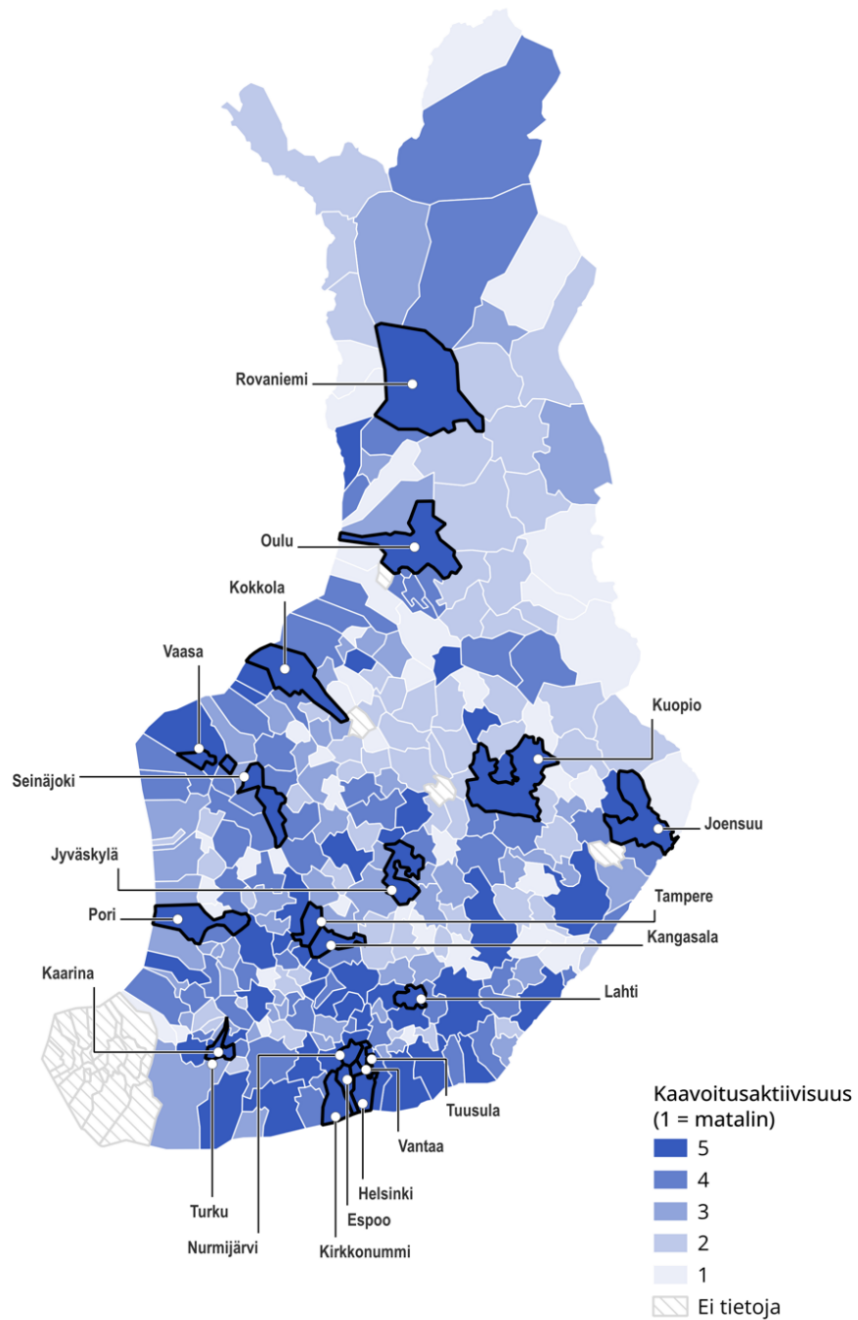 Rovaniemi
Oulu
Kokkola
Vaasa
Kuopio
Seinäjoki
Joensuu
Jyväskylä
Tampere
Pori
Kangasala
Kaarina
Lahti
Tuusula
Vantaa
Helsinki
Turku
Espoo
Nurmijärvi
Kirkkonummi
Kaavoitusaktiivisuus
(1 = matalin)
5
4
3
2
1
Ei tietoja